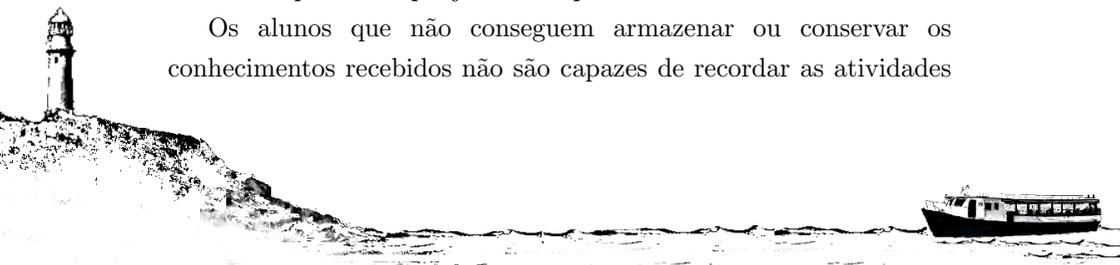 Os alunos que não conseguem armazenar ou conservar os
conhecimentos recebidos não são capazes de recordar as atividades